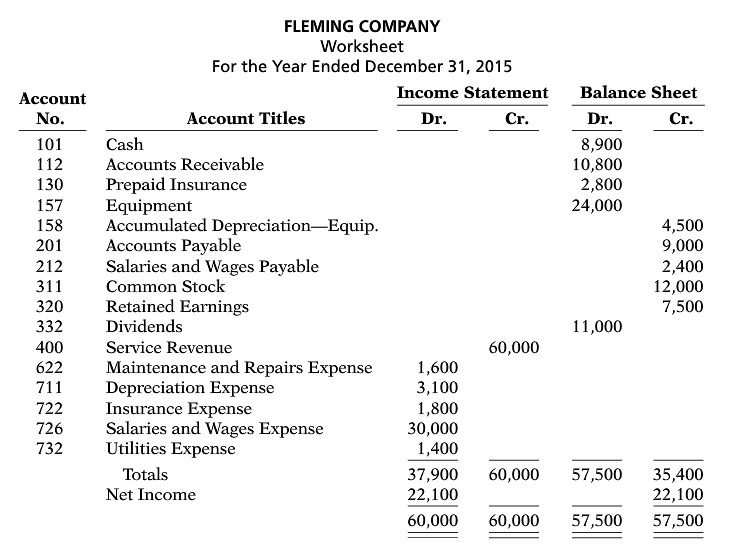 FLEMING COMPANY
Worksheet
For the Year Ended December 31, 2015
Income Statement Balance Sheet
Account
No. Account Titles Dr. Cr. Dr. Cr.
101 Cash 8,900
112 Accounts Receivable 10,800
130 Prepaid Insurance 2,800
157 Equipment 24,000
158 Accumulated Depreciation—Equip. 4,500
201 Accounts Payable 9,000
212 Salaries and Wages Payable 2,400
311 Common Stock 12,000
320 Retained Earnings 7,500
332 Dividends 11,000
400 Service Revenue 60,000
622 Maintenance and Repairs Expense 1,600
711 Depreciation Expense 3,100
722 Insurance Expense 1,800
726 Salaries and Wages Expense 30,000
732 Utilities Expense 1,400
Totals 37,900 60,000 57,500 35,400
Net Income 22,100 22,100
60,000 60,000 57,500 57,500